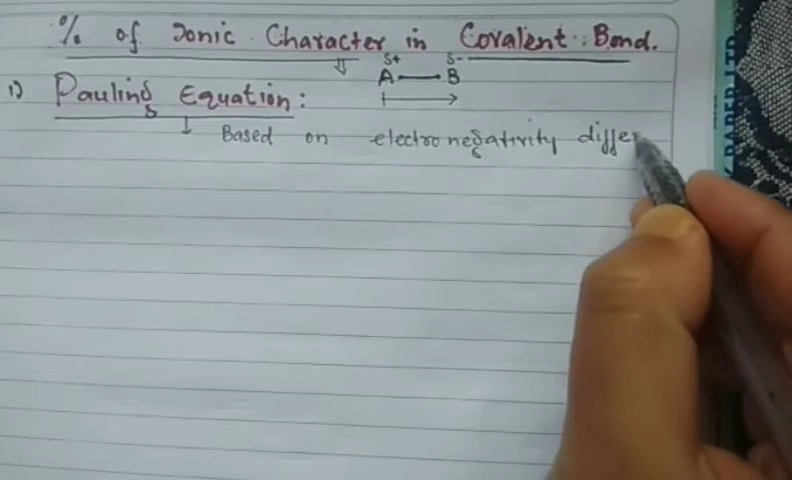 % of Ionic Character in Covalent Bond.
δ+ δ-
A — B
1) Pauling Equation:
↓ Based on electronegativity differ